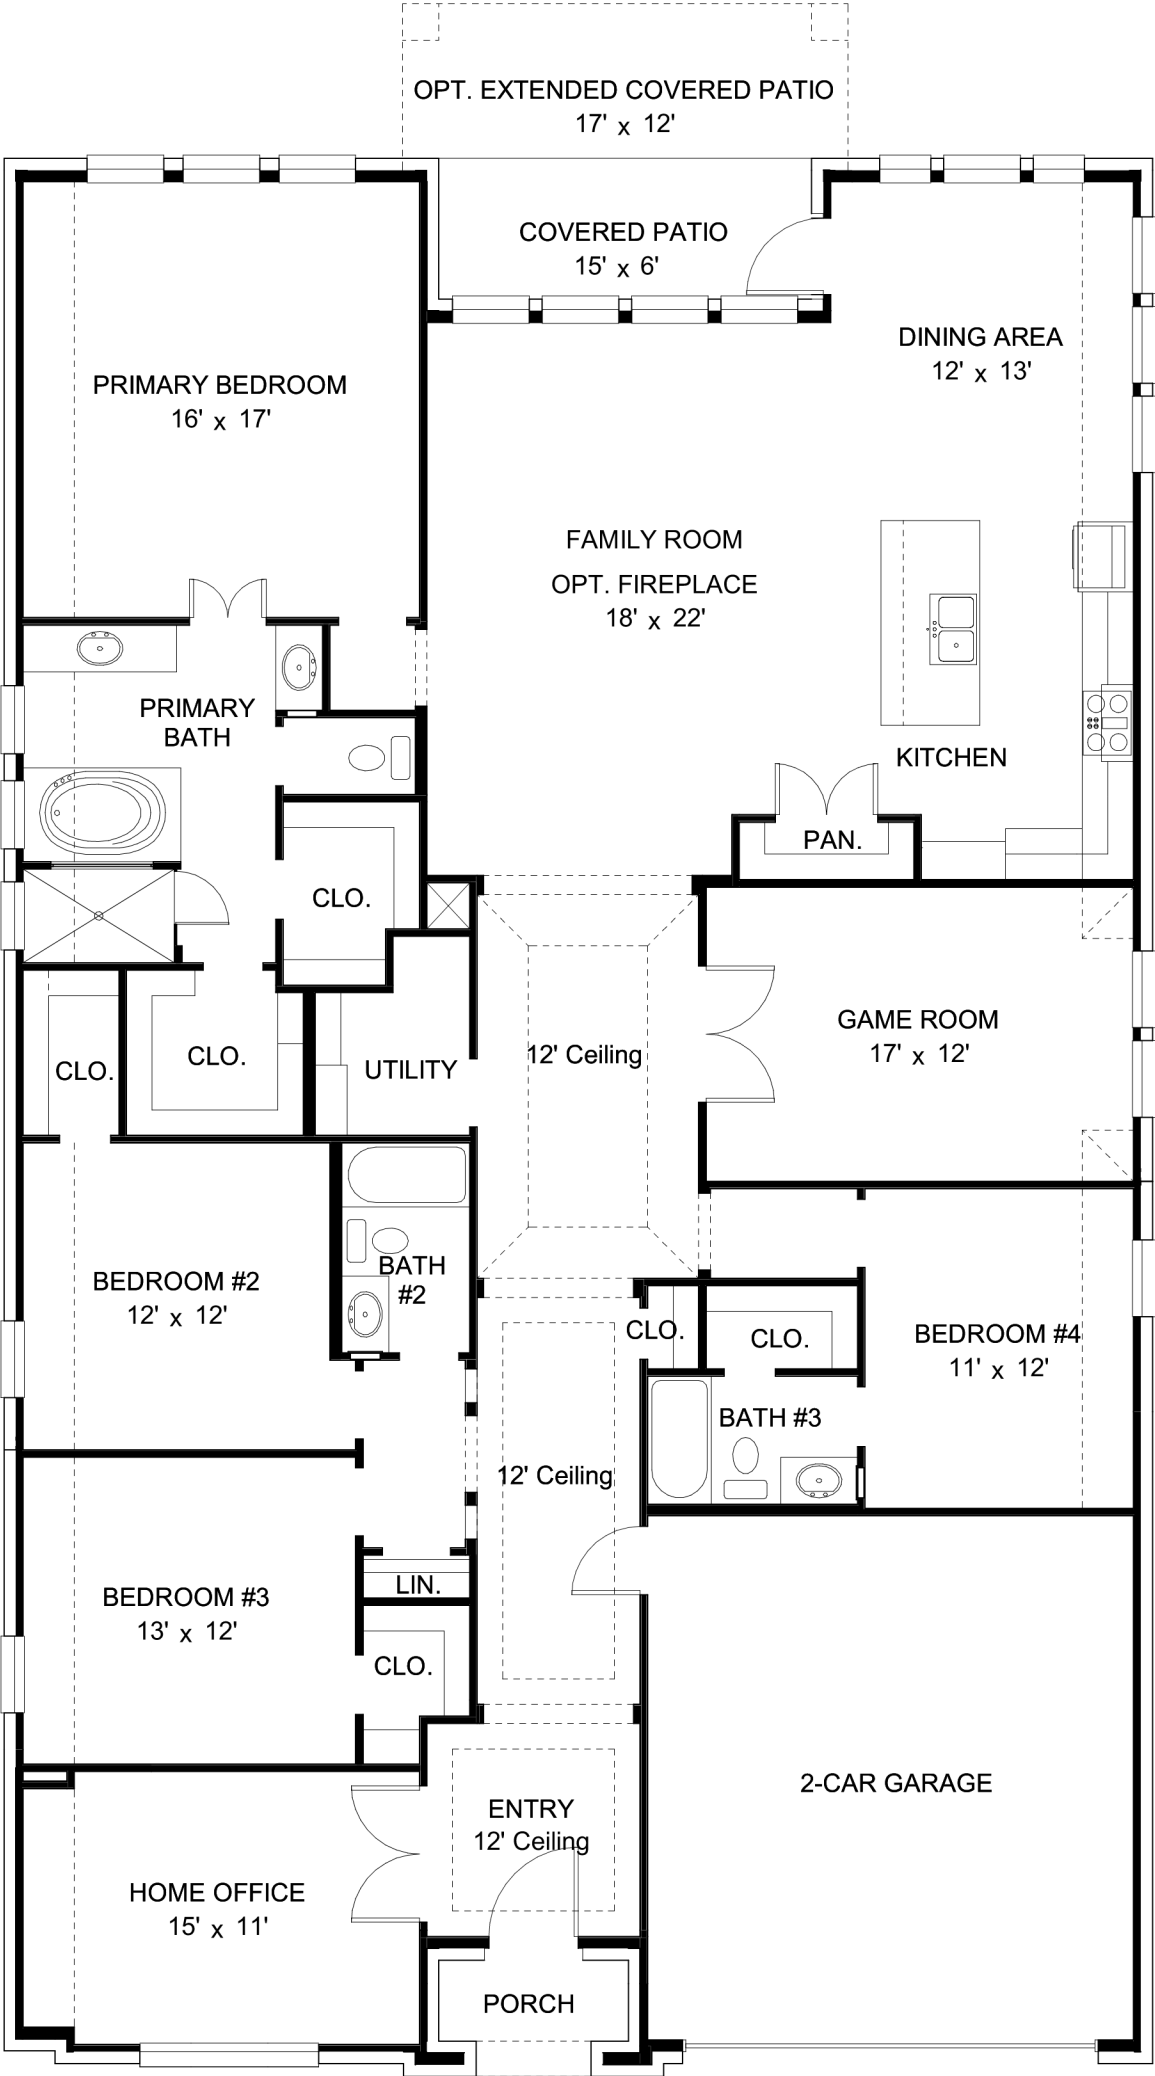 OPT. EXTENDED COVERED PATIO
17' x 12'
COVERED PATIO
15' x 6'
DINING AREA
12' x 13'
PRIMARY BEDROOM
16' x 17'
FAMILY ROOM
OPT. FIREPLACE
18' x 22'
PRIMARY
BATH
KITCHEN
PAN.
CLO.
GAME ROOM
17' x 12'
12' Ceiling
CLO.
CLO.
UTILITY
BATH
#2
BEDROOM #2
12' x 12'
CLO.
CLO.
BEDROOM #4
11' x 12'
BATH #3
12' Ceiling
LIN.
BEDROOM #3
13' x 12'
CLO.
2-CAR GARAGE
ENTRY
12' Ceiling
HOME OFFICE
15' x 11'
PORCH